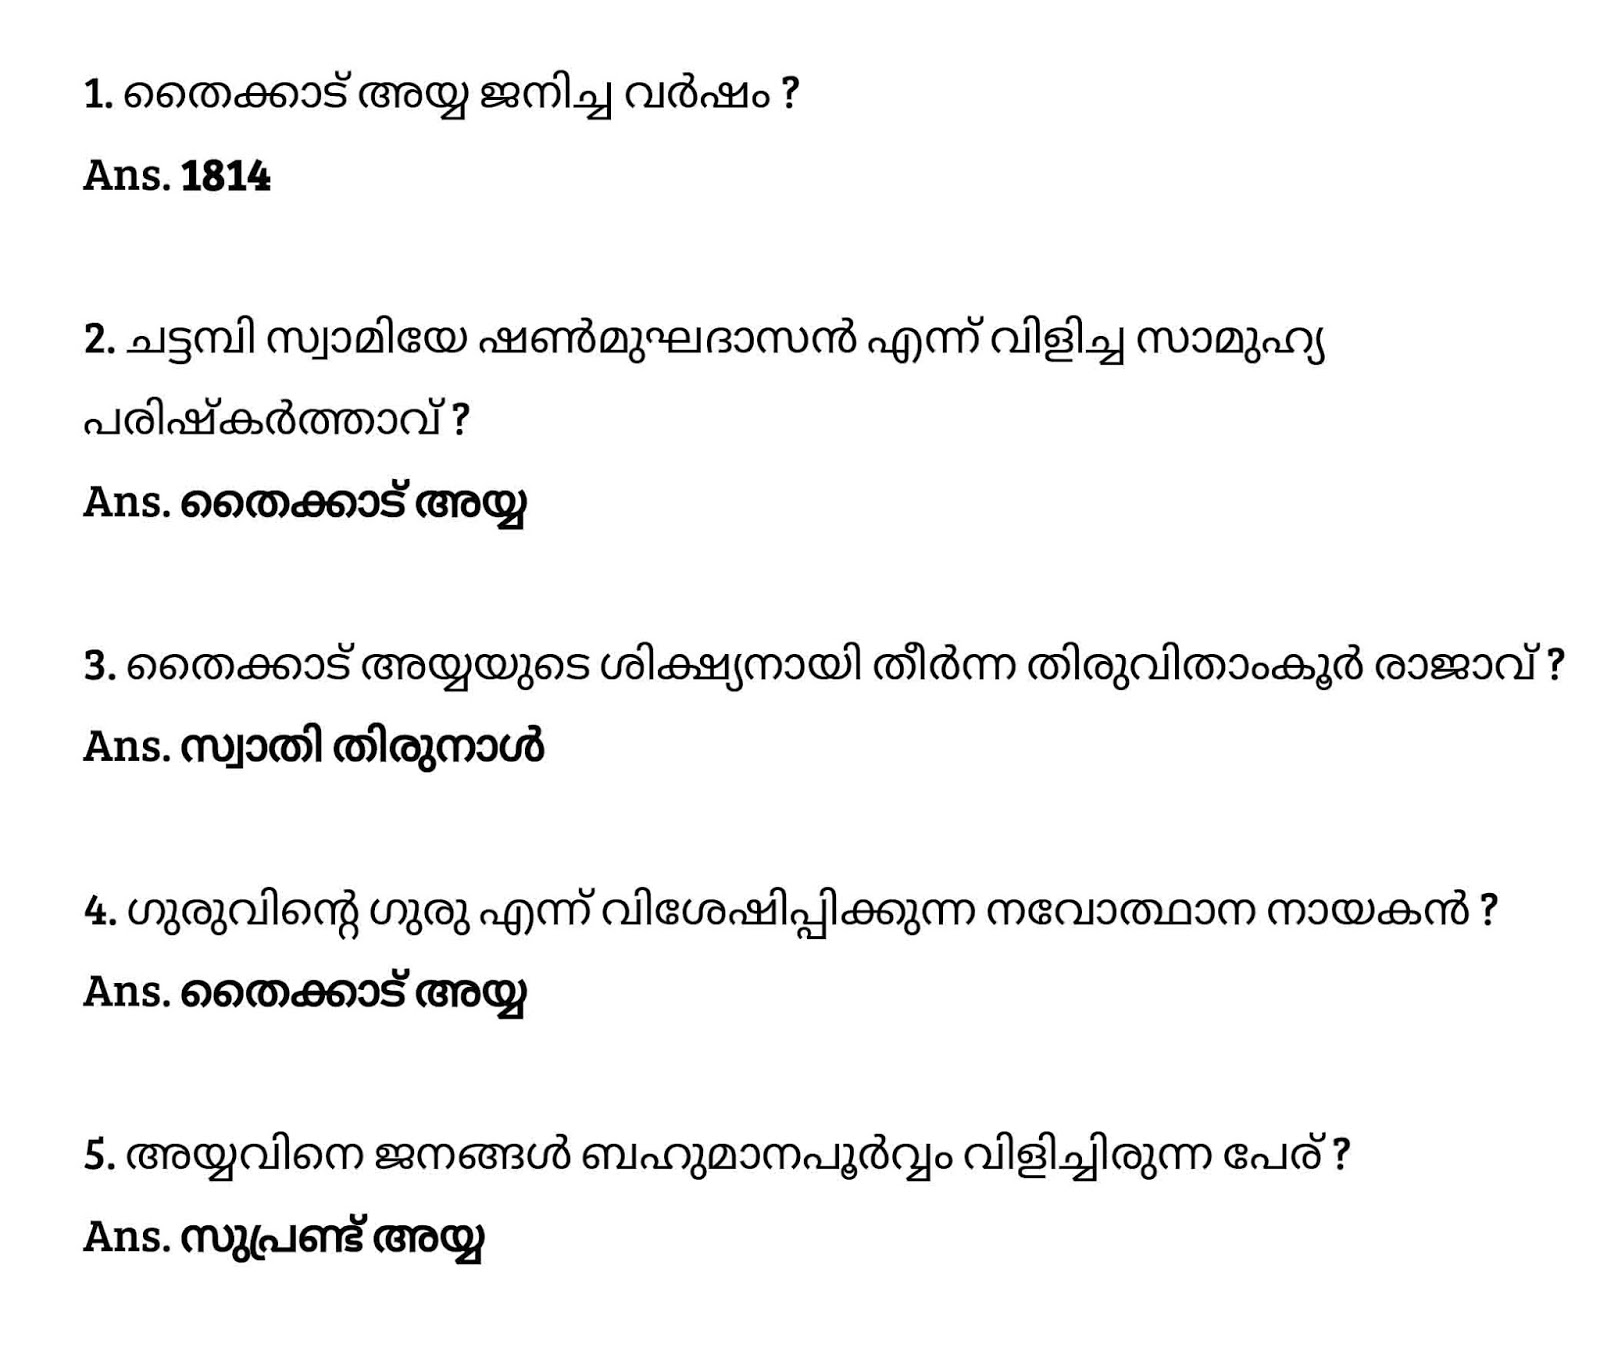 1. തൈക്കാട് അയ്യ ജനിച്ച വർഷം ?
Ans. 1814
2. ചട്ടമ്പി സ്വാമിയേ ഷൺമുഘദാസൻ എന്ന് വിളിച്ച സാമുഹ്യ
പരിഷ്കർത്താവ് ?
Ans. തൈക്കാട് അയ്യ
3. തൈക്കാട് അയ്യയുടെ ശിക്ഷ്യനായി തീർന്ന തിരുവിതാംകൂർ രാജാവ് ?
Ans. സ്വാതി തിരുനാൾ
4. ഗുരുവിന്റെ ഗുരു എന്ന് വിശേഷിപ്പിക്കുന്ന നവോത്ഥാന നായകൻ ?
Ans. തൈക്കാട് അയ്യ
5. അയ്യവിനെ ജനങ്ങൾ ബഹുമാനപൂർവ്വം വിളിച്ചിരുന്ന പേര് ?
Ans. സുപ്രണ്ട് അയ്യ